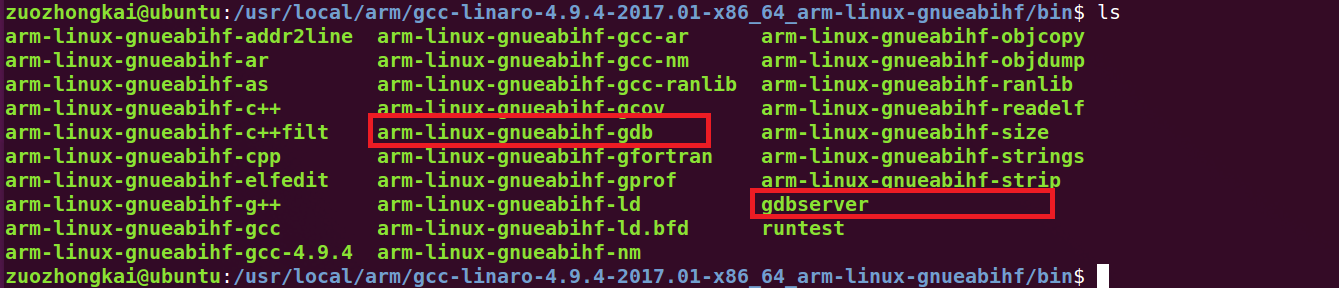 zuozhongkai@ubuntu:/usr/local/arm/gcc-linaro-4.9.4-2017.01-x86_64_arm-linux-gnueabihf/bin$ ls
arm-linux-gnueabihf-addr2line  arm-linux-gnueabihf-gcc-ar      arm-linux-gnueabihf-objcopy
arm-linux-gnueabihf-ar         arm-linux-gnueabihf-gcc-nm      arm-linux-gnueabihf-objdump
arm-linux-gnueabihf-as         arm-linux-gnueabihf-gcc-ranlib  arm-linux-gnueabihf-ranlib
arm-linux-gnueabihf-c++        arm-linux-gnueabihf-gcov        arm-linux-gnueabihf-readelf
arm-linux-gnueabihf-c++filt    arm-linux-gnueabihf-gdb         arm-linux-gnueabihf-size
arm-linux-gnueabihf-cpp        arm-linux-gnueabihf-gfortran    arm-linux-gnueabihf-strings
arm-linux-gnueabihf-elfedit    arm-linux-gnueabihf-gprof       arm-linux-gnueabihf-strip
arm-linux-gnueabihf-g++        arm-linux-gnueabihf-ld          gdbserver
arm-linux-gnueabihf-gcc        arm-linux-gnueabihf-ld.bfd      runtest
arm-linux-gnueabihf-gcc-4.9.4  arm-linux-gnueabihf-nm
zuozhongkai@ubuntu:/usr/local/arm/gcc-linaro-4.9.4-2017.01-x86_64_arm-linux-gnueabihf/bin$